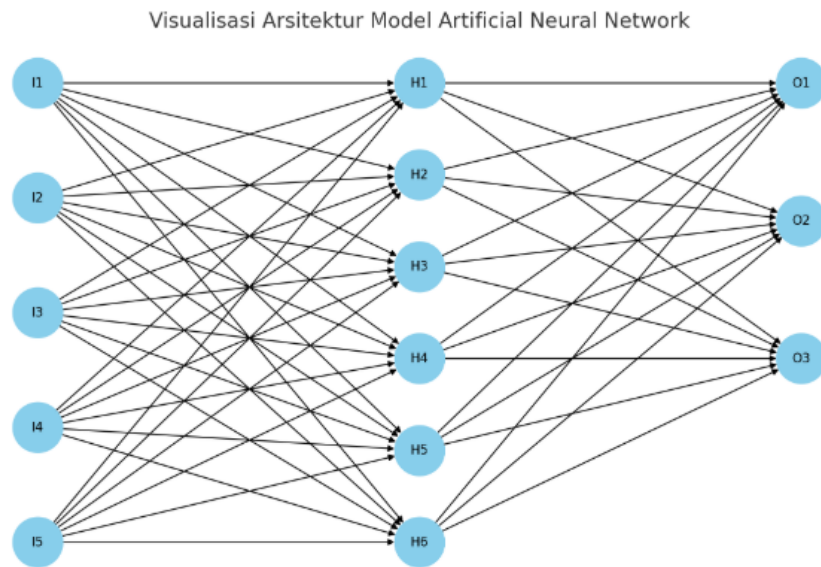 Visualisasi Arsitektur Model Artificial Neural Network
I1
H1
O1
I2
H2
O2
H3
I3
H4
O3
I4
H5
I5
H6